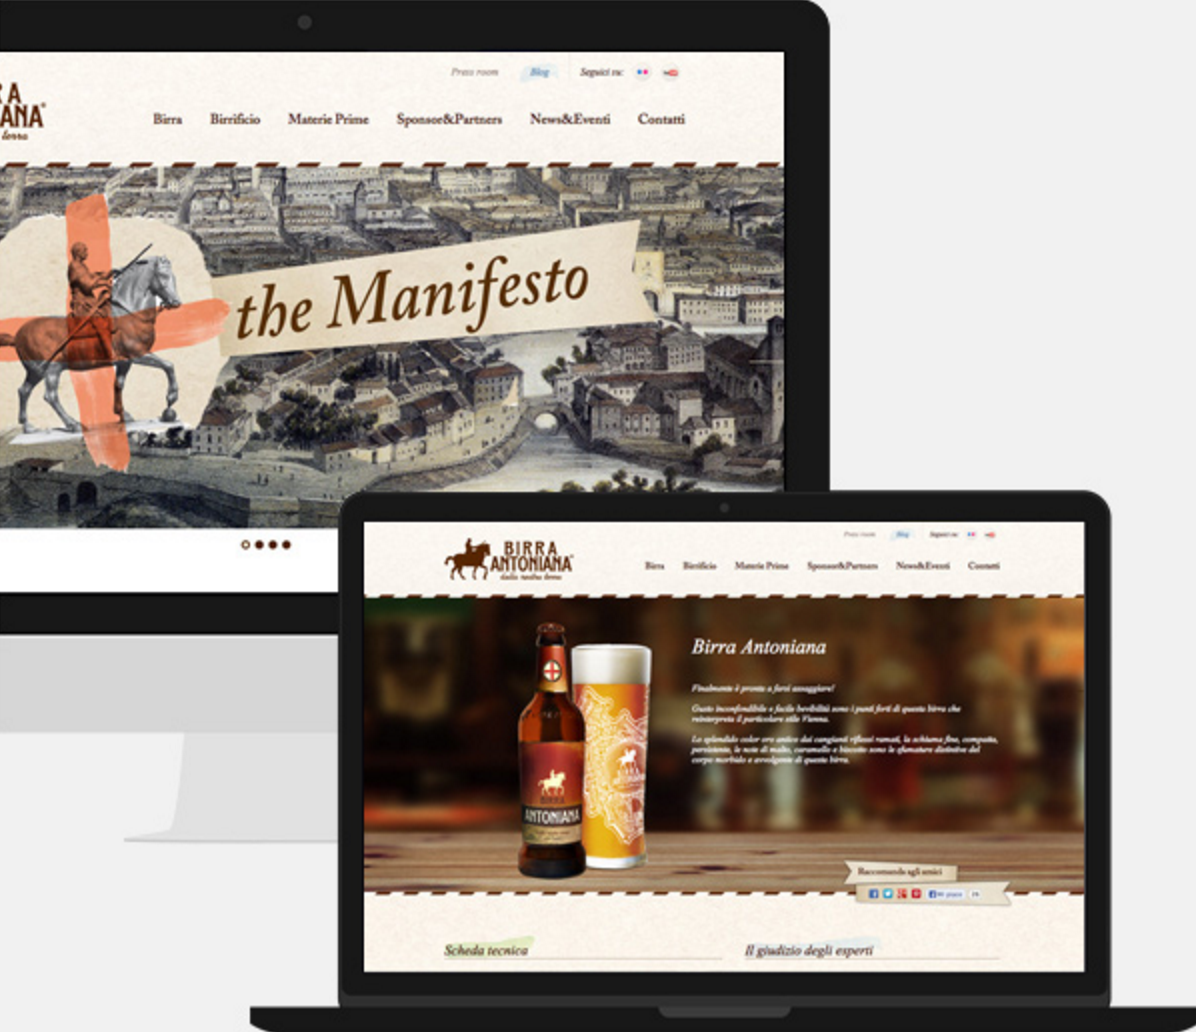 Press room Blog Seguici su:
RA
ANA
terra
Birra Birrificio Materie Prime Sponsor&Partners News&Eventi Contatti
the Manifesto
Press room Blog Seguici su:
BIRRA
ANTONIANA
dalla nostra terra
Birra Birrificio Materie Prime Sponsor&Partners News&Eventi Contatti
Birra Antoniana
Finalmente è pronta a farsi assaggiare!
Gusto inconfondibile e facile bevibilità sono i punti forti di questa birra che
reinterpreta il particolare stile Vienna.
Lo splendido color oro antico dai cangianti riflessi ramati, la schiuma fine, compatta,
persistente, le note di malto, caramello e biscotto sono le sfumature distintive del
corpo morbido e avvolgente di questa birra.
BIRRA
ANTONIANA
Raccomanda agli amici
Mi piace
Scheda tecnica Il giudizio degli esperti